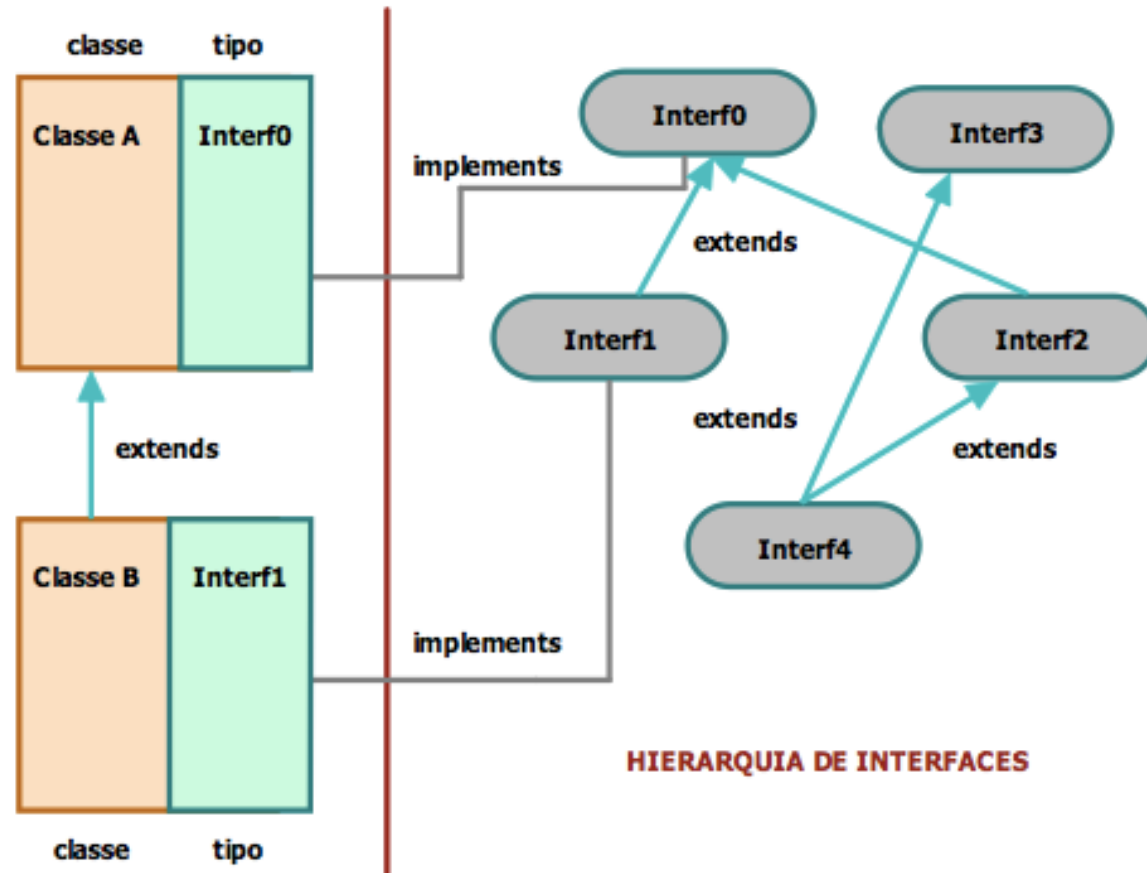 classe tipo
Classe A Interf0
Interf0
Interf3
implements
extends
Interf1
Interf2
extends
extends
extends
Interf4
Classe B Interf1
implements
HIERARQUIA DE INTERFACES
classe tipo